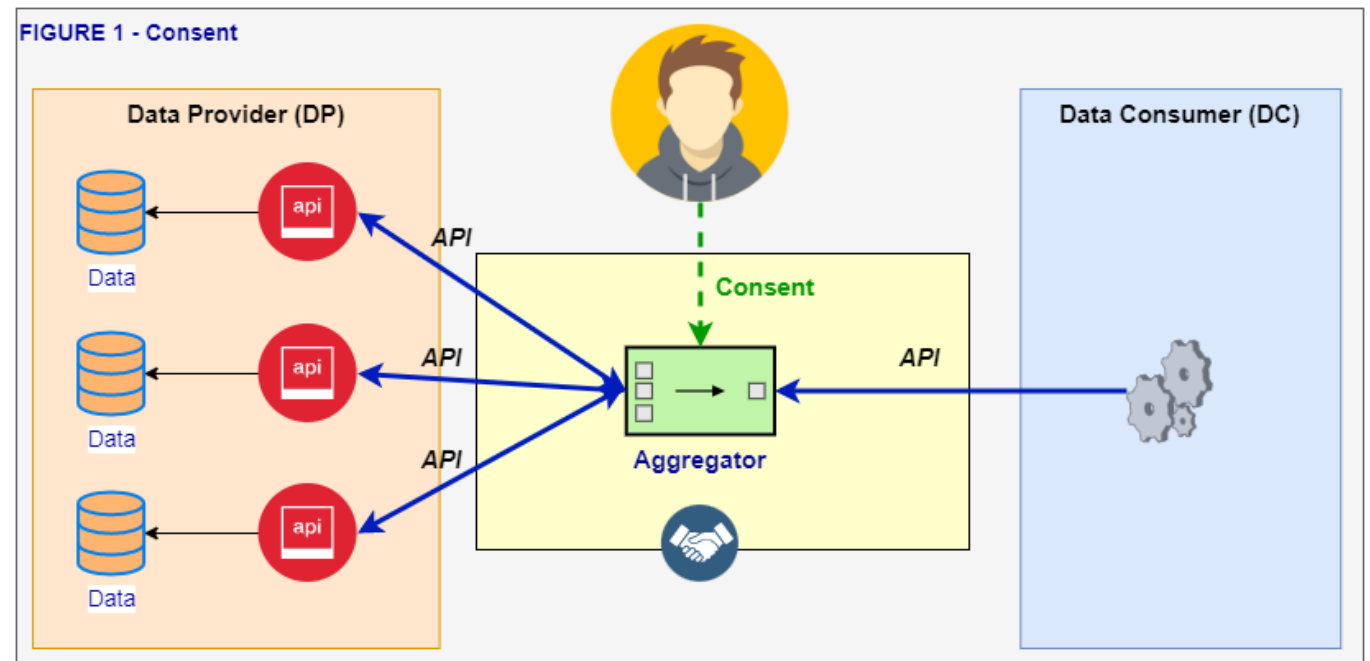 FIGURE 1 - Consent
Data Provider (DP)
Data Consumer (DC)
api
API
Data
Consent
api
API
API
Data
Aggregator
API
api
Data